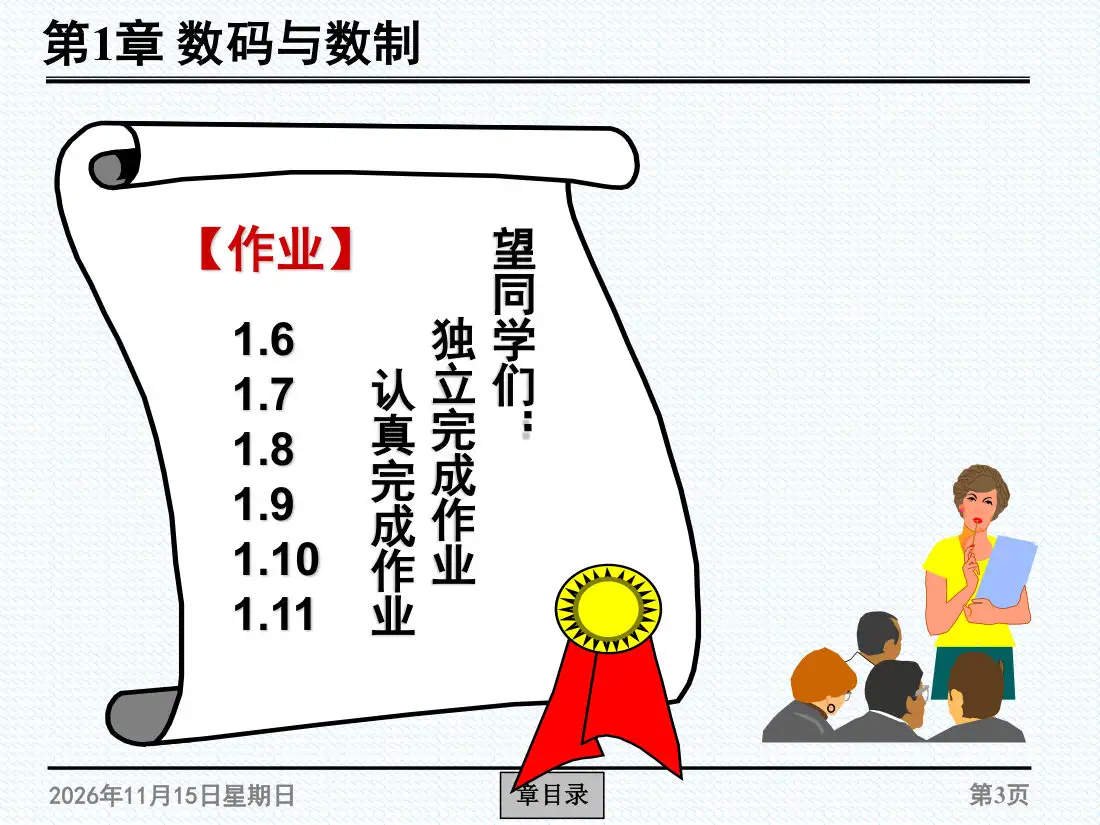 第1章 数码与数制
【作业】
1.6
1.7
1.8
1.9
1.10
1.11
望同学们：
独立完成作业
认真完成作业
2026年11月15日星期日
章目录
第3页